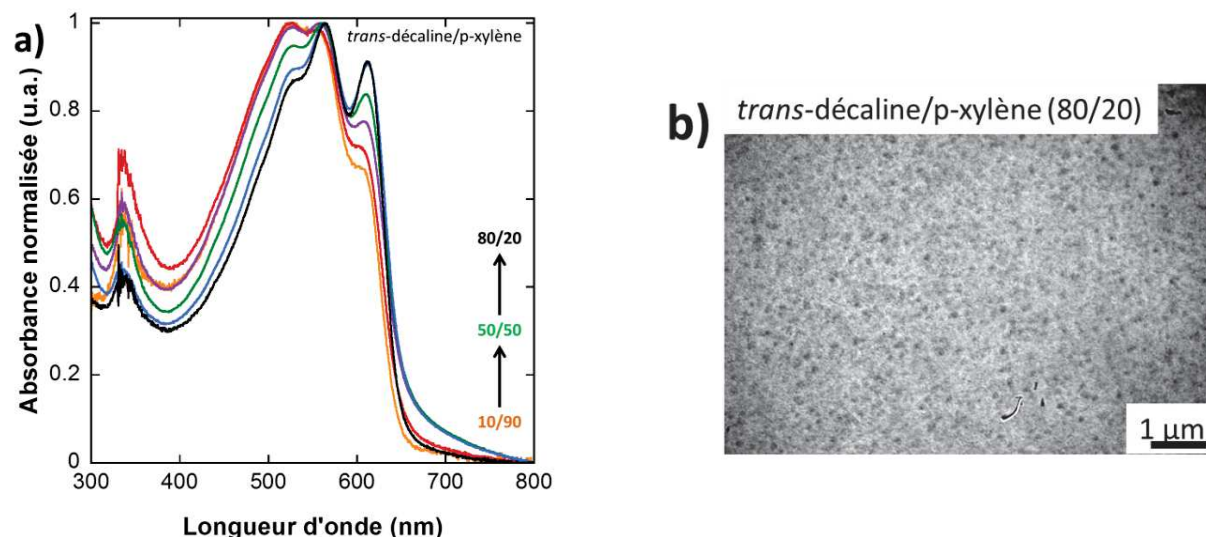 a)
Absorbance normalisée (u.a.)
1
0.8
0.6
0.4
0.2
0
trans-décaline/p-xylène
80/20
50/50
10/90
300 400 500 600 700 800
Longueur d'onde (nm)
b)
trans-décaline/p-xylène (80/20)
1 µm